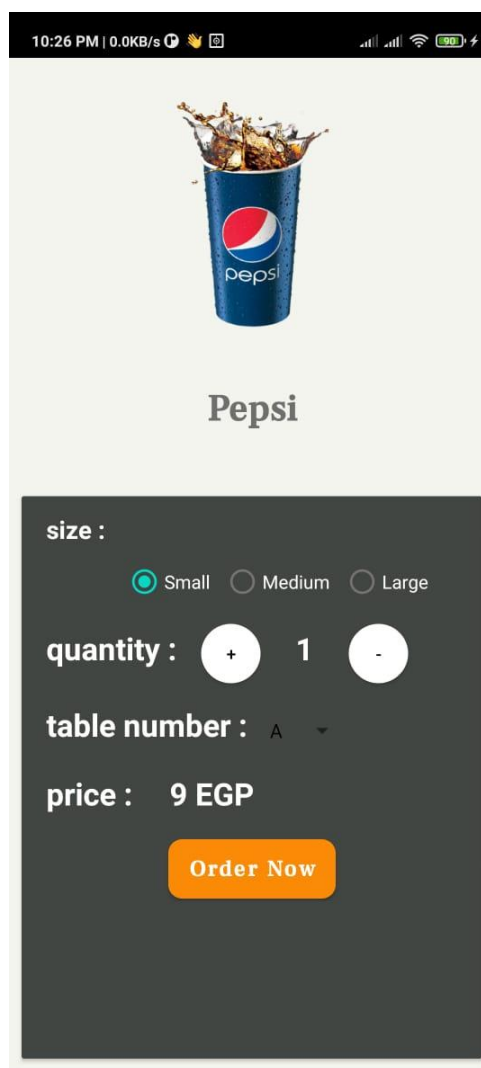 10:26 PM | 0.0KB/s
90
pepsi
Pepsi
size :
Small Medium Large
quantity : + 1 -
table number : A
price : 9 EGP
Order Now